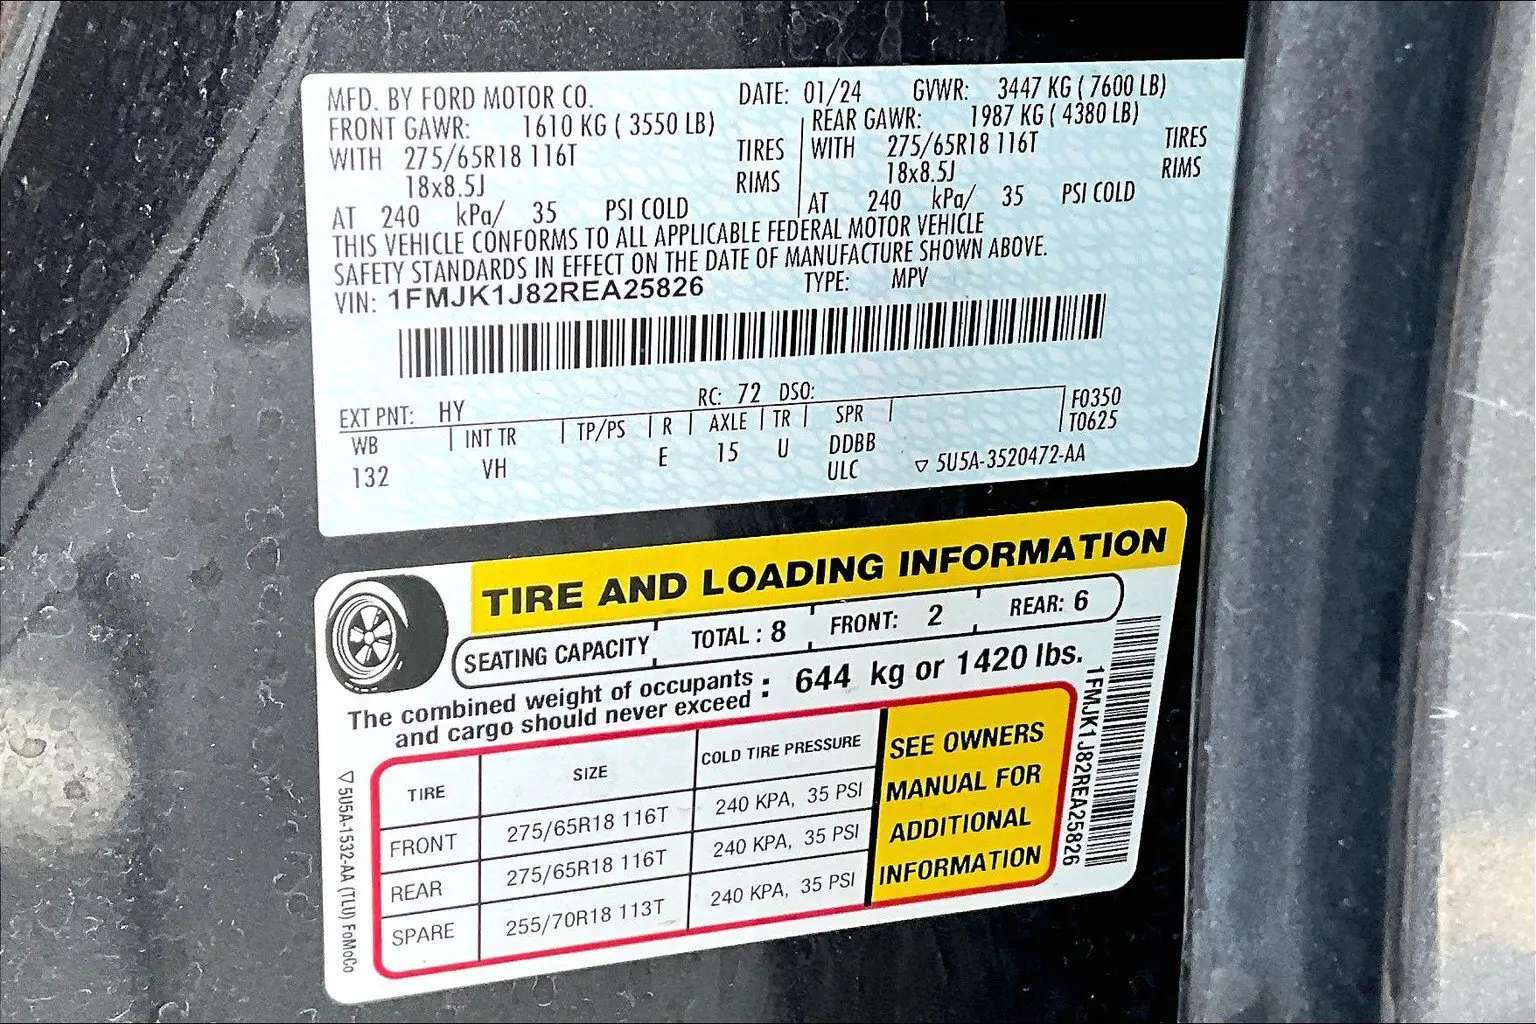 MFD. BY FORD MOTOR CO. DATE: 01/24 GVWR: 3447 KG ( 7600 LB)
FRONT GAWR: 1610 KG ( 3550 LB) REAR GAWR: 1987 KG ( 4380 LB)
WITH 275/65R18 116T TIRES WITH 275/65R18 116T TIRES
18x8.5J RIMS 18x8.5J RIMS
AT 240 kPa/ 35 PSI COLD AT 240 kPa/ 35 PSI COLD
THIS VEHICLE CONFORMS TO ALL APPLICABLE FEDERAL MOTOR VEHICLE
SAFETY STANDARDS IN EFFECT ON THE DATE OF MANUFACTURE SHOWN ABOVE.
VIN: 1FMJK1J82REA25826 TYPE: MPV
EXT PNT: HY RC: 72 DSO: F0350
WB INT TR TP/PS R AXLE TR SPR T0625
132 VH E 15 U DDBB
ULC 5U5A-3520472-AA
TIRE AND LOADING INFORMATION
SEATING CAPACITY TOTAL : 8 FRONT: 2 REAR: 6
The combined weight of occupants
and cargo should never exceed : 644 kg or 1420 lbs.
TIRE SIZE COLD TIRE PRESSURE
FRONT 275/65R18 116T 240 KPA, 35 PSI
REAR 275/65R18 116T 240 KPA, 35 PSI
SPARE 255/70R18 113T 240 KPA, 35 PSI
SEE OWNERS
MANUAL FOR
ADDITIONAL
INFORMATION
1FMJK1J82REA25826
5U5A-1532-AA (TLU) FoMoCo